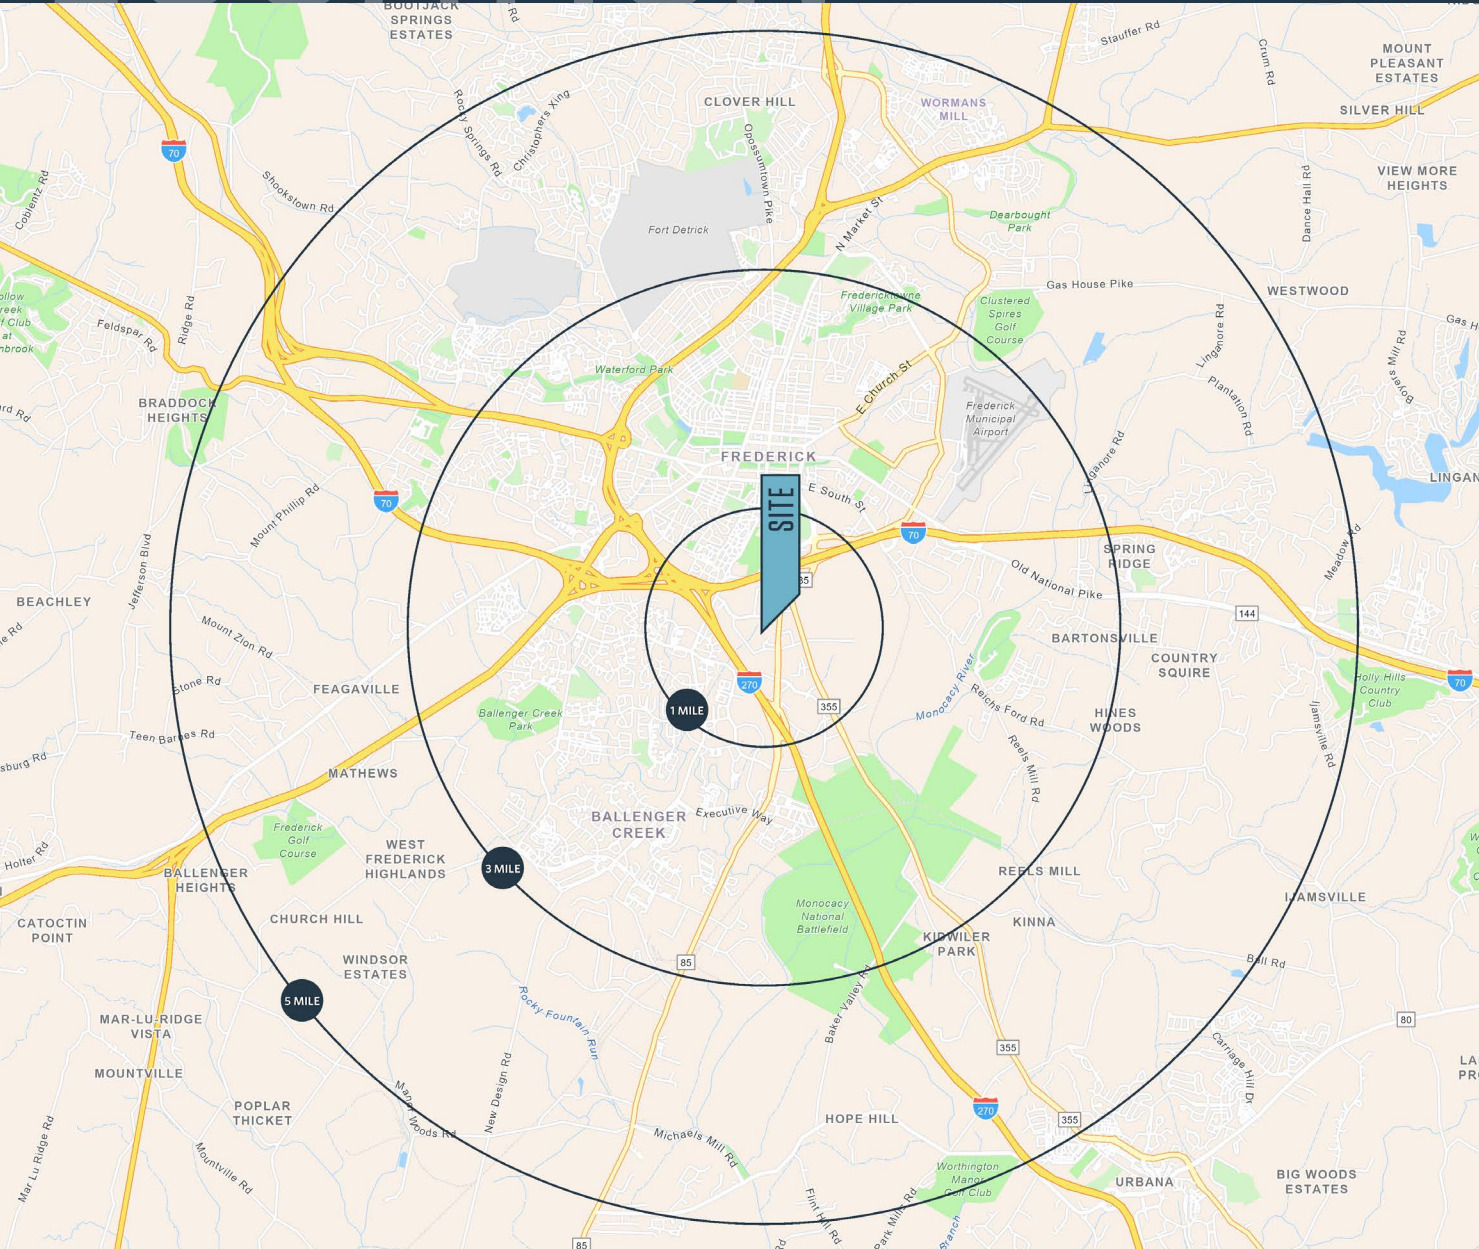 BOOTJACK
SPRINGS
ESTATES
Rd
Stauffer Rd
Crum Rd
MOUNT
PLEASANT
ESTATES
SILVER HILL
CLOVER HILL
WORMANS
MILL
Rocky Springs Rd
Christophers Xing
Opossumtown Pike
70
Coblentz Rd
Shookstown Rd
VIEW MORE
HEIGHTS
Dance Hall Rd
Fort Detrick
N Market St
Dearbought
Park
Gas House Pike
WESTWOOD
Fredericktowne
Village Park
Clustered
Spires
Golf
Course
Feldspar Rd
Ridge Rd
Linganore Rd
Boyers Mill Rd
Waterford Park
E Church St
Plantation Rd
BRADDOCK
HEIGHTS
Frederick
Municipal
Airport
FREDERICK
Linganore Rd
SITE
E South St
70
70
Mount Phillip Rd
Jefferson Blvd
SPRING
RIDGE
Meadow Rd
Old National Pike
BEACHLEY
144
Mount Zion Rd
BARTONSVILLE
COUNTRY
SQUIRE
Stone Rd
FEAGAVILLE
270
1 MILE
355
Monocacy River
Reichs Ford Rd
HINES
WOODS
70
Holly Hills
Country
Club
Ballenger Creek
Park
Ijamsville Rd
Teen Barnes Rd
Reels Mill Rd
MATHEWS
BALLENGER
CREEK
Executive Way
Frederick
Golf
Course
WEST
FREDERICK
HIGHLANDS
3 MILE
Holter Rd
BALLENGER
HEIGHTS
REELS MILL
IJAMSVILLE
CATOCTIN
POINT
CHURCH HILL
Monocacy
National
Battlefield
KINNA
KIDWILER
PARK
WINDSOR
ESTATES
85
Ball Rd
5 MILE
Rocky Fountain Run
Baker Valley Rd
MAR-LU-RIDGE
VISTA
80
355
Carriage Hill Dr
MOUNTVILLE
New Design Rd
Manor Woods Rd
POPLAR
THICKET
270
HOPE HILL
355
Michaels Mill Rd
Mar Lu Ridge Rd
Mountville Rd
Worthington
Manor
Golf Club
URBANA
BIG WOODS
ESTATES
Flint Hill Rd
Park Mills Rd
Branch
85